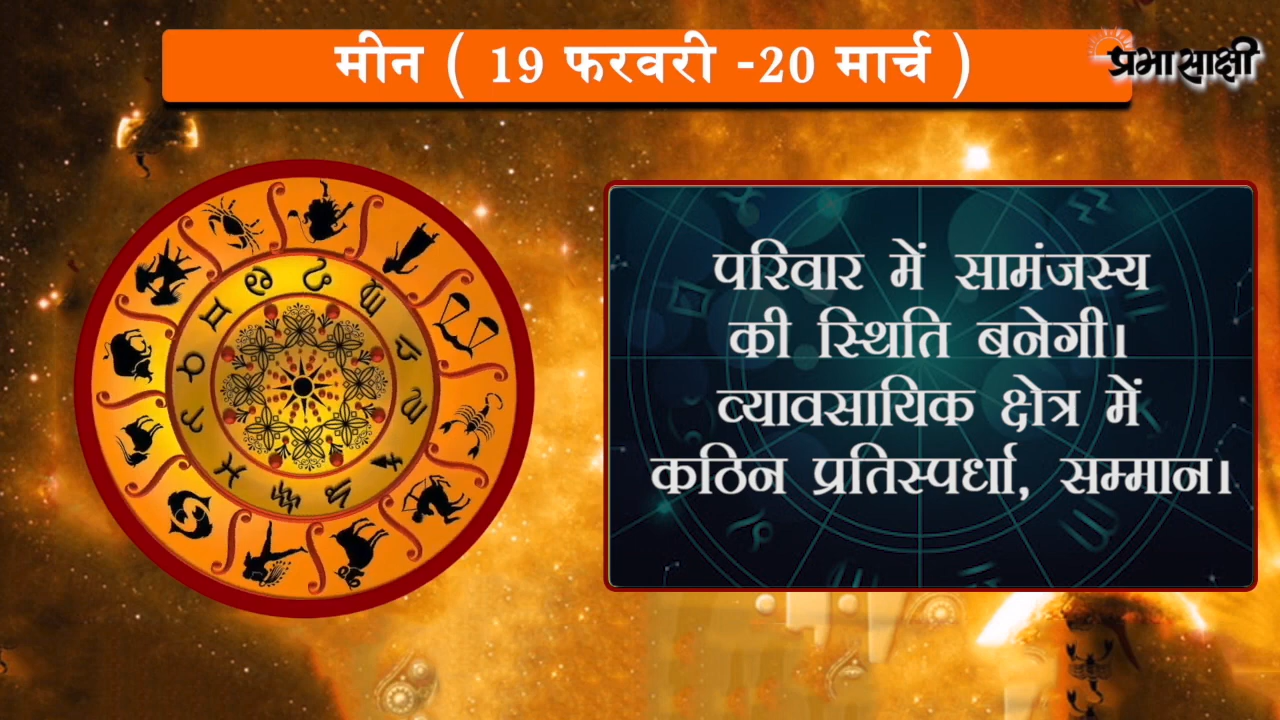 मीन ( 19 फरवरी -20 मार्च )
प्रभासाक्षी
परिवार में सामंजस्य
की स्थिति बनेगी।
व्यावसायिक क्षेत्र में
कठिन प्रतिस्पर्धा, सम्मान।